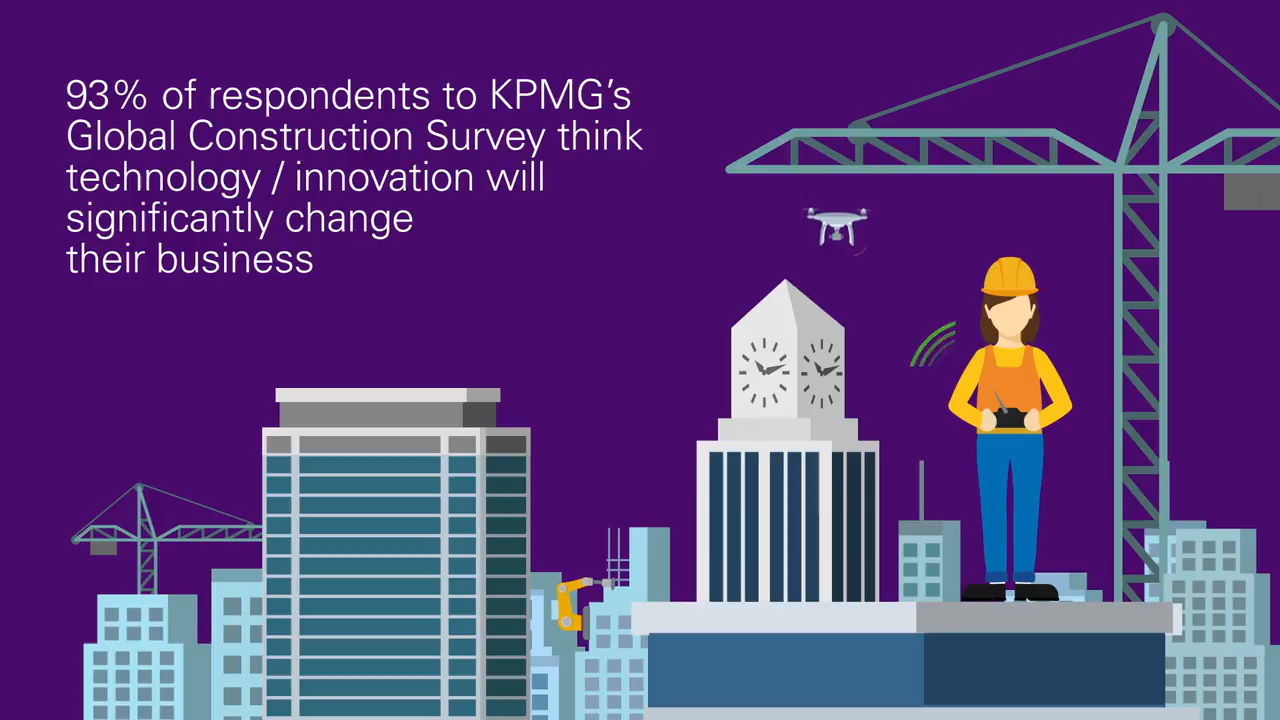 93% of respondents to KPMG’s
Global Construction Survey think
technology / innovation will
significantly change
their business